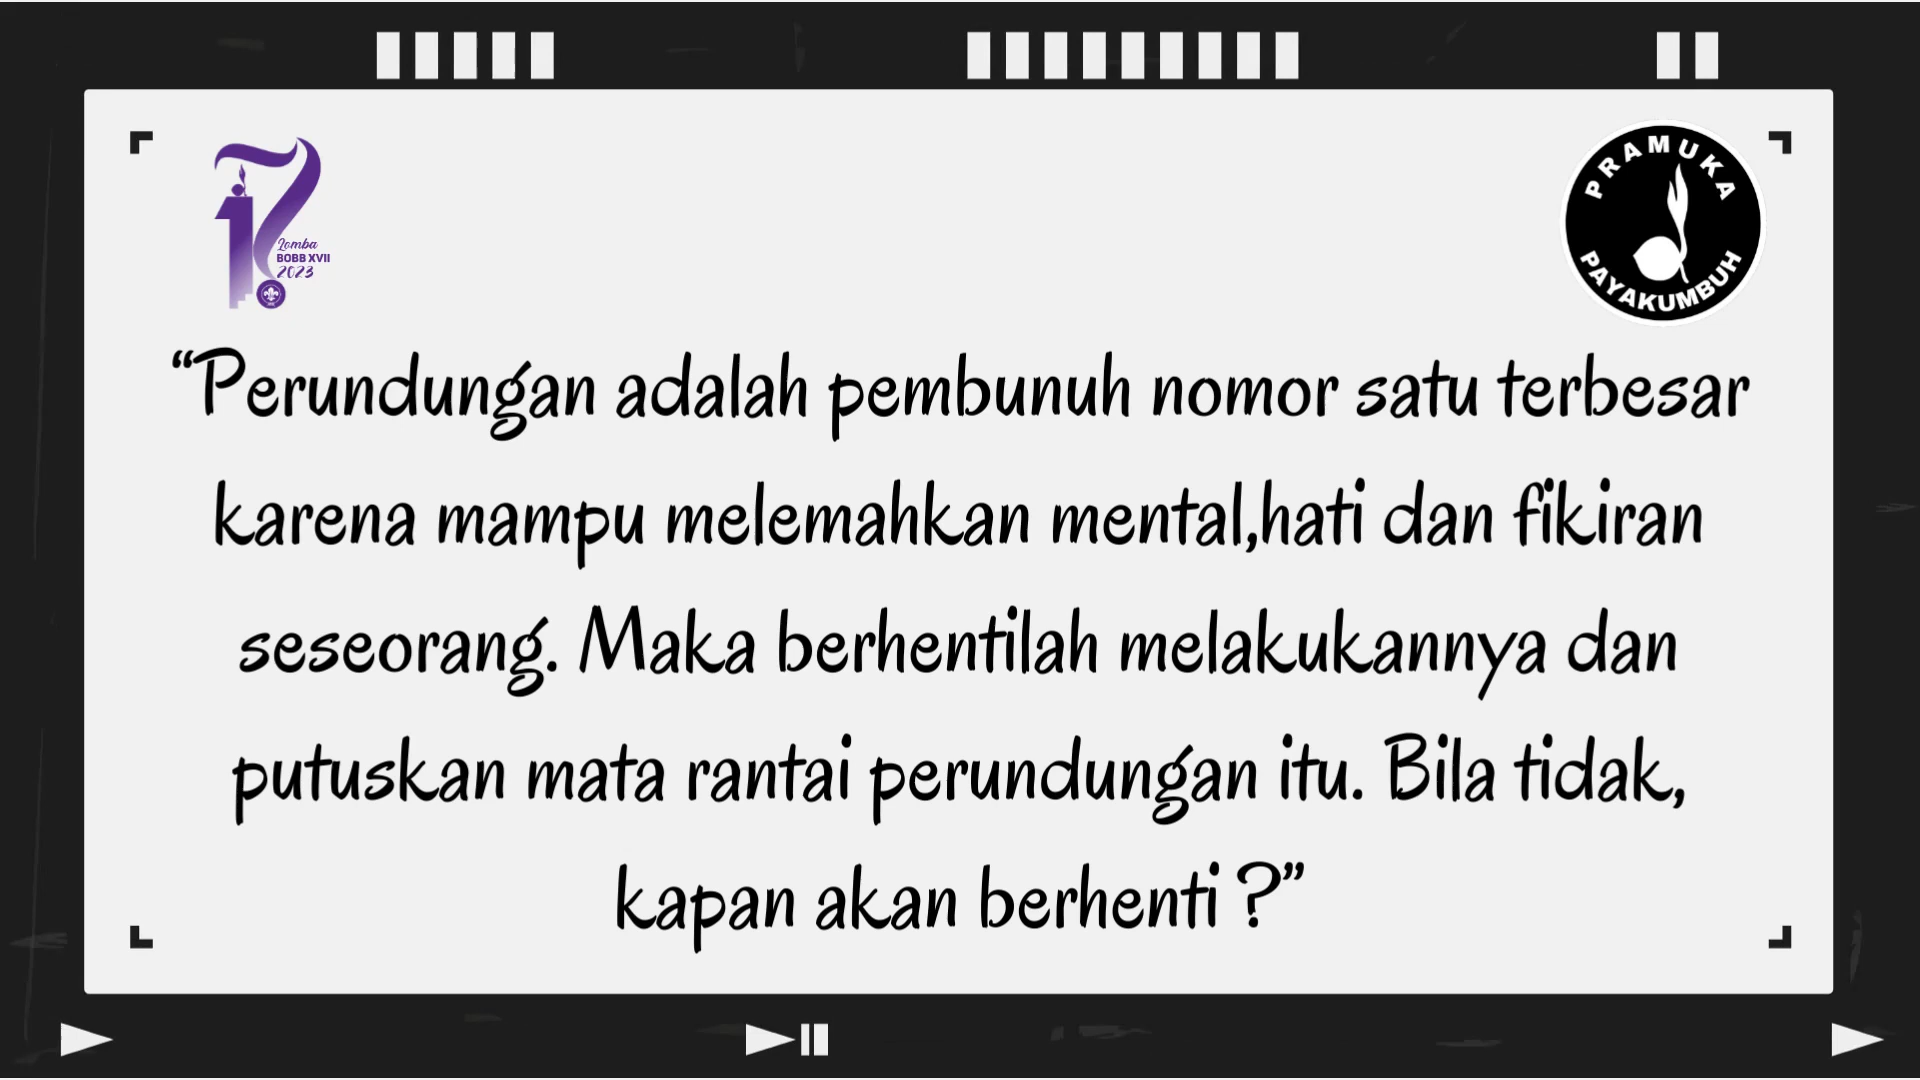 Lomba
BOBB XVII
2023
PRAMUKA
PAYAKUMBUH
“Perundungan adalah pembunuh nomor satu terbesar
karena mampu melemahkan mental,hati dan fikiran
seseorang. Maka berhentilah melakukannya dan
putuskan mata rantai perundungan itu. Bila tidak,
kapan akan berhenti ?”